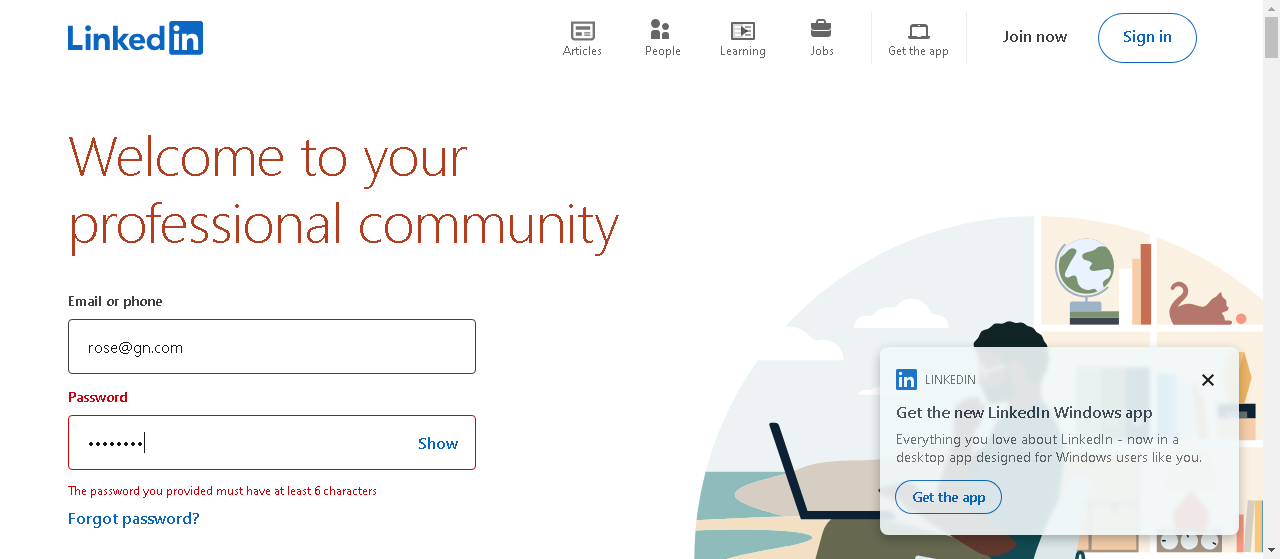 Linked in
Articles
People
Learning
Jobs
Get the app
Join now
Sign in
Welcome to your
professional community
Email or phone
rose@gn.com
Password
••••••••
Show
The password you provided must have at least 6 characters
Forgot password?
in LINKEDIN
Get the new LinkedIn Windows app
Everything you love about LinkedIn - now in a
desktop app designed for Windows users like you.
Get the app